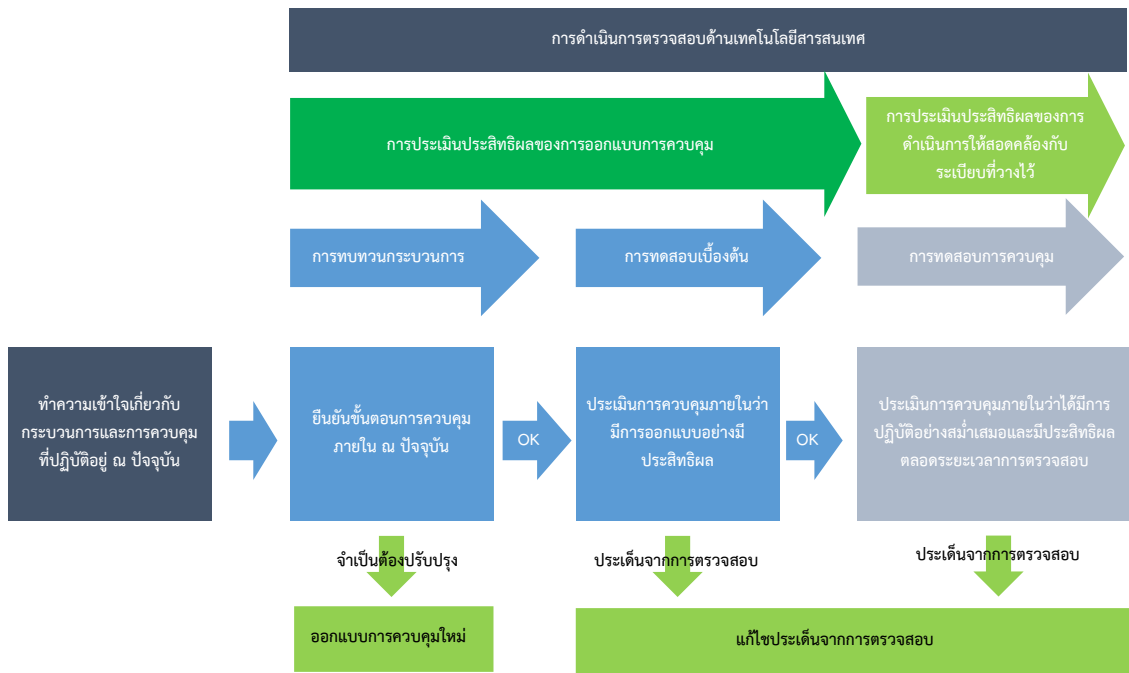 การดำเนินการตรวจสอบด้านเทคโนโลยีสารสนเทศ
การประเมินประสิทธิผลของการออกแบบการควบคุม
การประเมินประสิทธิผลของการ
ดำเนินการให้สอดคล้องกับ
ระเบียบที่วางไว้
การทบทวนกระบวนการ
การทดสอบเบื้องต้น
การทดสอบการควบคุม
ทำความเข้าใจเกี่ยวกับ
กระบวนการและการควบคุม
ที่ปฏิบัติอยู่ ณ ปัจจุบัน
ยืนยันขั้นตอนการควบคุม
ภายใน ณ ปัจจุบัน
OK
ประเมินการควบคุมภายในว่า
มีการออกแบบอย่างมี
ประสิทธิผล
OK
ประเมินการควบคุมภายในว่าได้มีการ
ปฏิบัติอย่างสม่ำเสมอและมีประสิทธิผล
ตลอดระยะเวลาการตรวจสอบ
จำเป็นต้องปรับปรุง
ประเด็นจากการตรวจสอบ
ประเด็นจากการตรวจสอบ
ออกแบบการควบคุมใหม่
แก้ไขประเด็นจากการตรวจสอบ